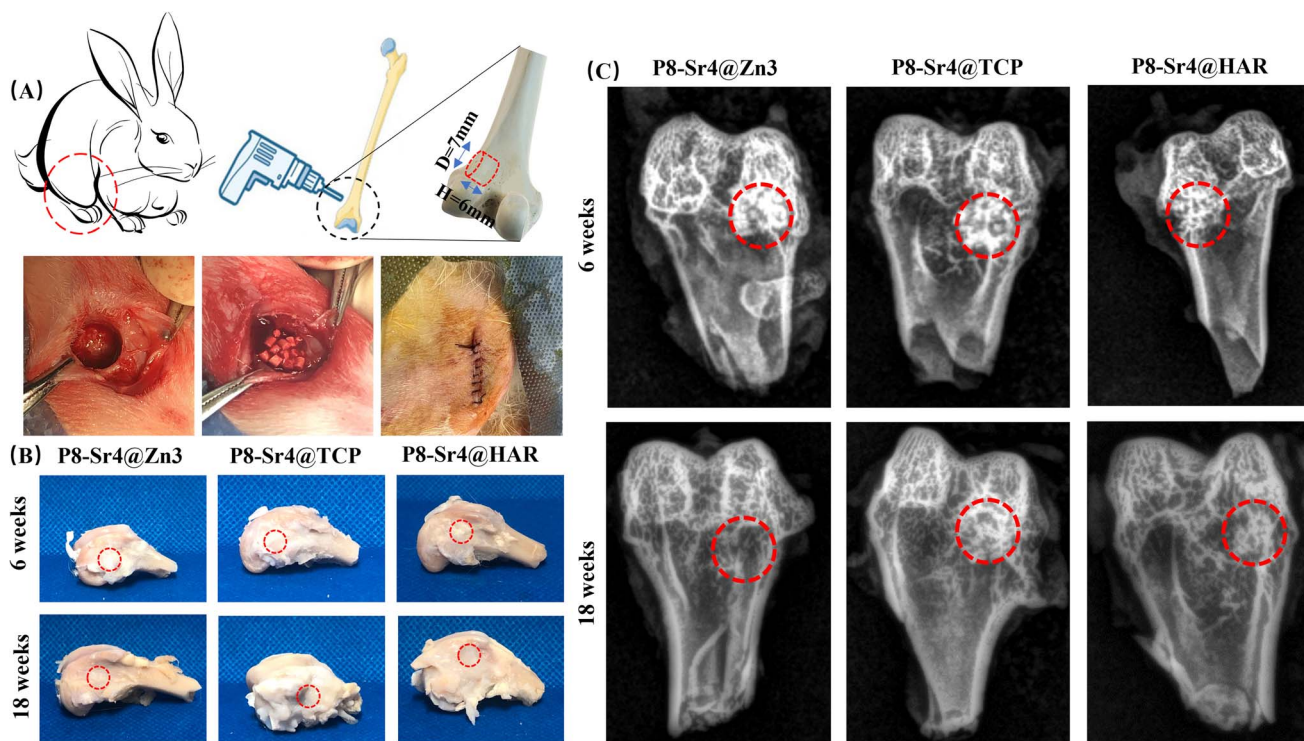 (A)
D=7mm
H=6mm
(B)
P8-Sr4@Zn3
P8-Sr4@TCP
P8-Sr4@HAR
6 weeks
18 weeks
(C)
P8-Sr4@Zn3
P8-Sr4@TCP
P8-Sr4@HAR
6 weeks
18 weeks